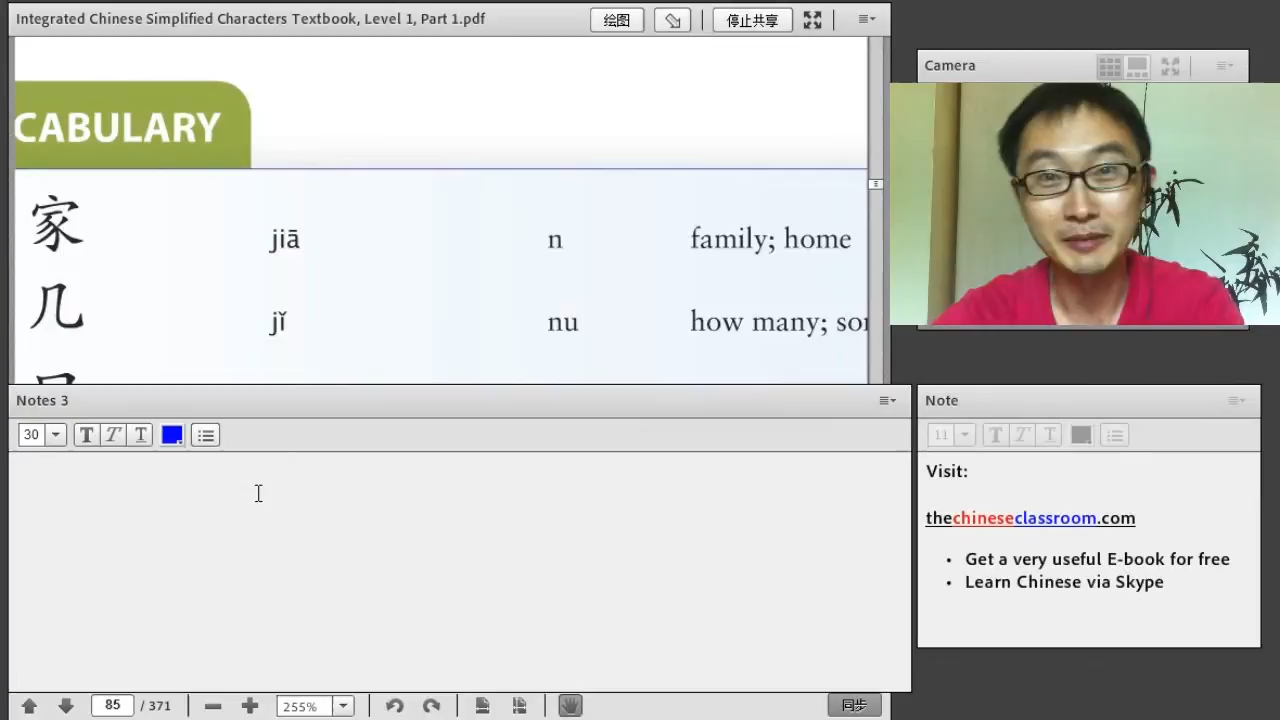 Integrated Chinese Simplified Characters Textbook, Level 1, Part 1.pdf
绘图
停止共享
CABULARY
家 jiā n family; home
几 jǐ nu how many; so
Camera
Notes 3
30
Note
11
Visit:
thechineseclassroom.com
• Get a very useful E-book for free
• Learn Chinese via Skype
85 / 371
255%
同步